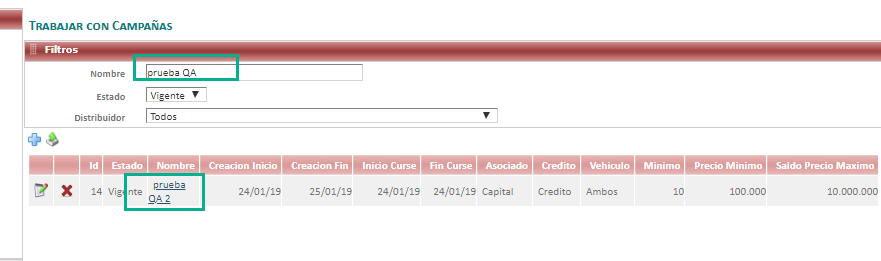 TRABAJAR CON CAMPAÑAS
Filtros
Nombre prueba QA
Estado Vigente
Distribuidor Todos
Id Estado Nombre Creacion Inicio Creacion Fin Inicio Curse Fin Curse Asociado Credito Vehiculo Minimo Precio Minimo Saldo Precio Maximo
14 Vigente prueba 24/01/19 25/01/19 24/01/19 24/01/19 Capital Credito Ambos 10 100.000 10.000.000
QA 2